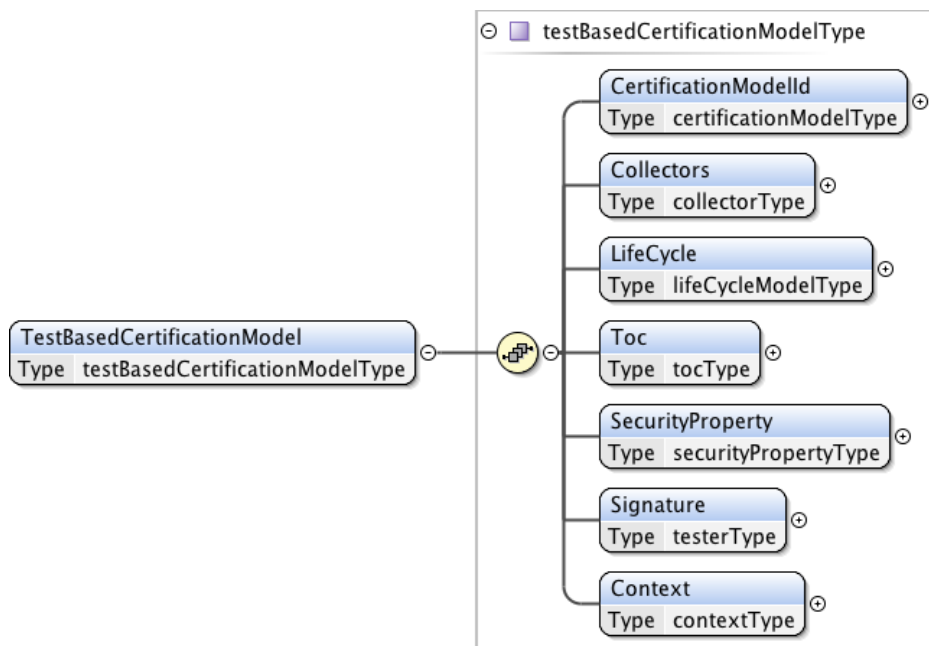 testBasedCertificationModelType
CertificationModelId
Type certificationModelType
Collectors
Type collectorType
LifeCycle
Type lifeCycleModelType
TestBasedCertificationModel
Type testBasedCertificationModelType
Toc
Type tocType
SecurityProperty
Type securityPropertyType
Signature
Type testerType
Context
Type contextType